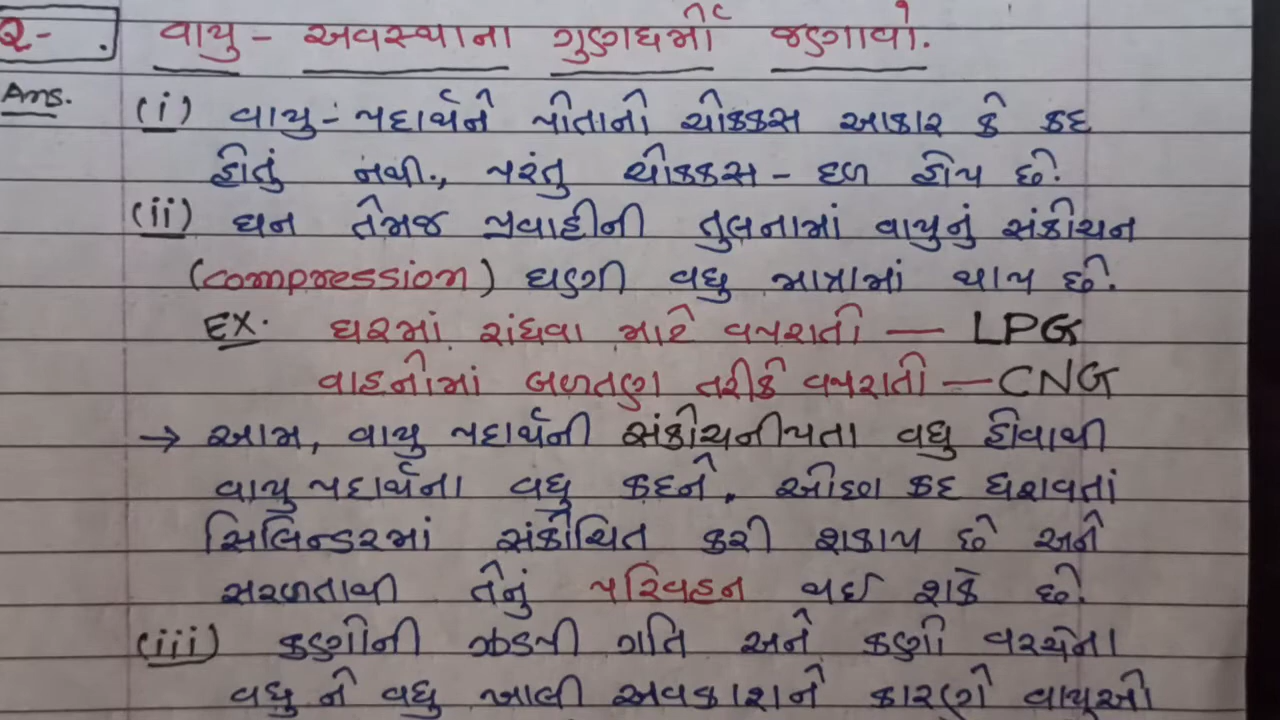 Q- . વાયુ - અવસ્થાના ગુણધર્મો જણાવો.
Ans. (i) વાયુ- પદાર્થને પોતાનો ચોક્કસ આકાર કે કદ
હોતું નથી., પરંતુ ચોક્કસ - દળ હોય છે.
(ii) ઘન તેમજ પ્રવાહીની તુલનામાં વાયુનું સંકોચન
(compression) ઘણી વધુ માત્રામાં થાય છે.
EX. ઘરમાં રાંધવા માટે વપરાતો — LPG
વાહનોમાં બળતણ તરીકે વપરાતો — CNG
→ આમ, વાયુ પદાર્થની સંકોચનીયતા વધુ હોવાથી
વાયુ પદાર્થના વધુ કદને, ઓછા કદ ધરાવતાં
સિલિન્ડરમાં સંકોચિત કરી શકાય છે અને
સરળતાથી તેનું પરિવહન થઈ શકે છે.
(iii) કણોની ઝડપી ગતિ અને કણો વચ્ચેના
વધુ ને વધુ ખાલી અવકાશને કારણે વાયુઓ